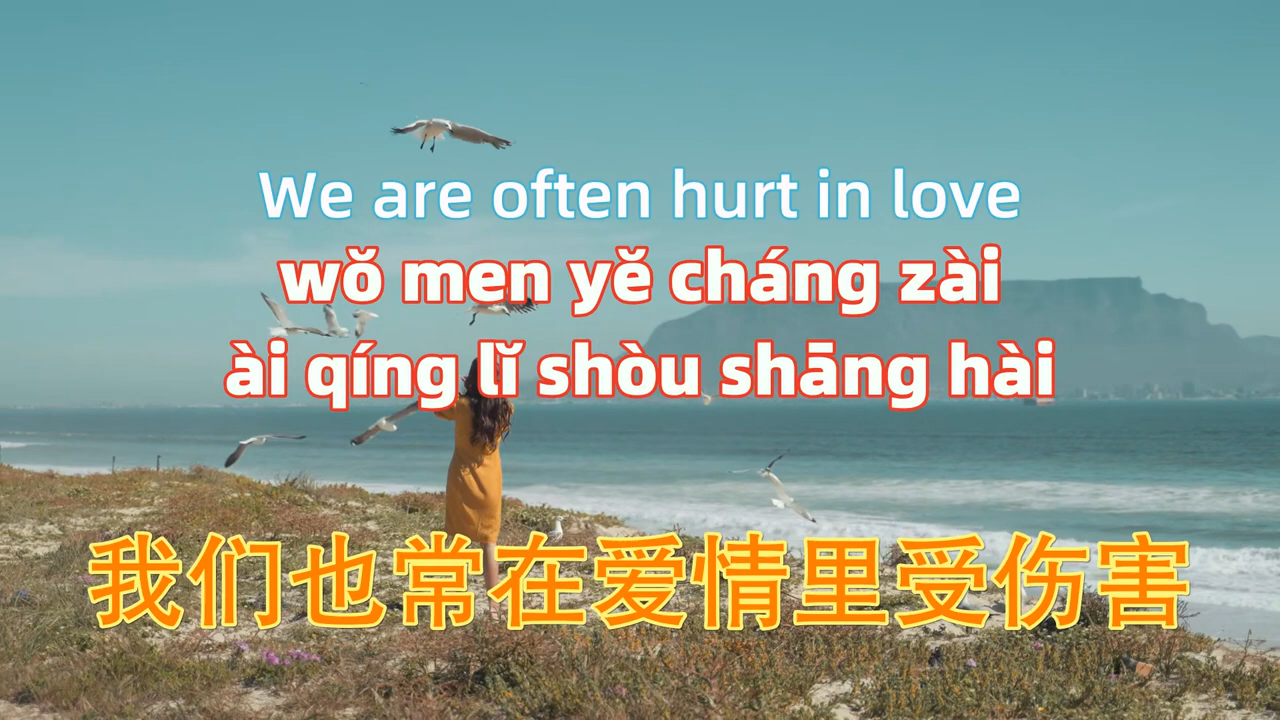 We are often hurt in love
wǒ men yě cháng zài
ài qíng lǐ shòu shāng hài
我们也常在爱情里受伤害